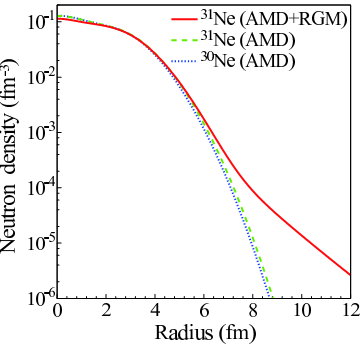 ³¹Ne (AMD+RGM)
³¹Ne (AMD)
³⁰Ne (AMD)
Neutron density (fm⁻³)
10⁻¹
10⁻²
10⁻³
10⁻⁴
10⁻⁵
10⁻⁶
0 2 4 6 8 10 12
Radius (fm)